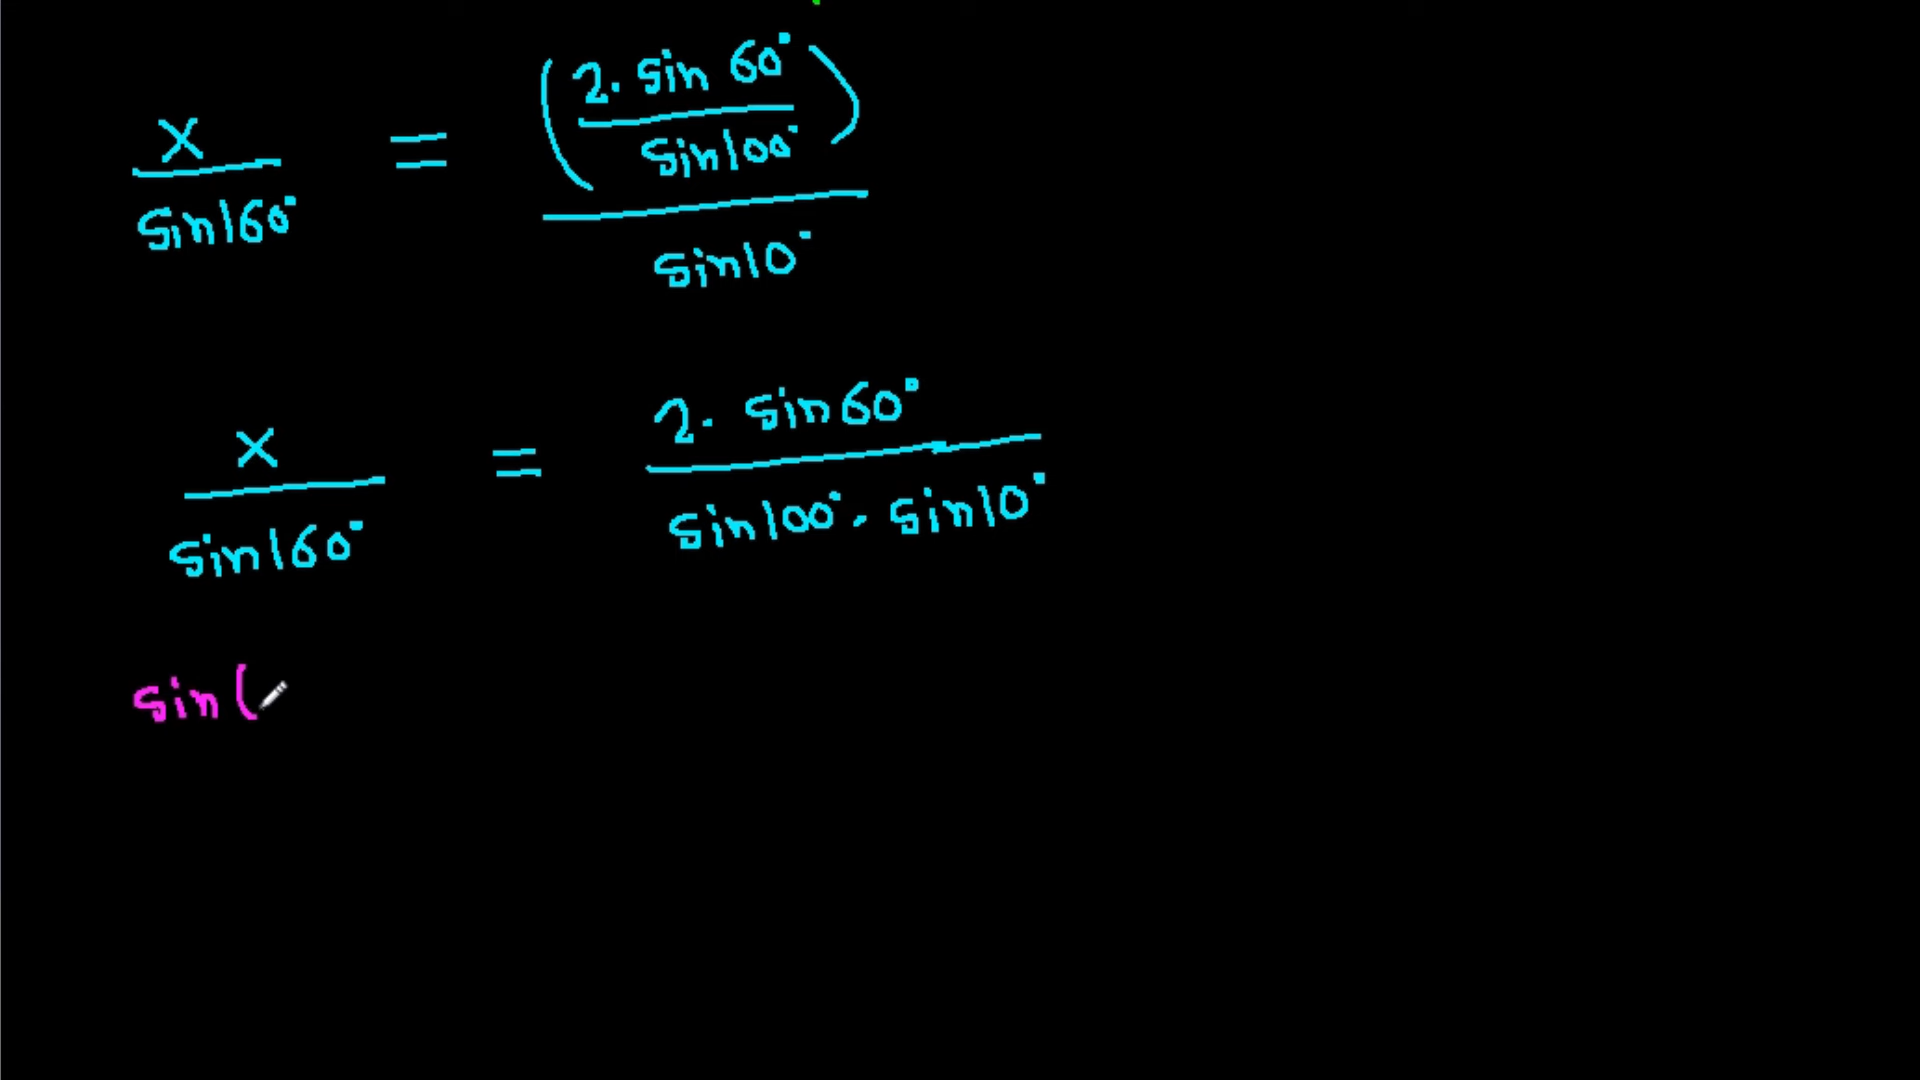 x / sin160° = (2. sin 60° / sin100°) / sin10°
x / sin160° = 2. sin60° / sin100° . sin10°
sin (